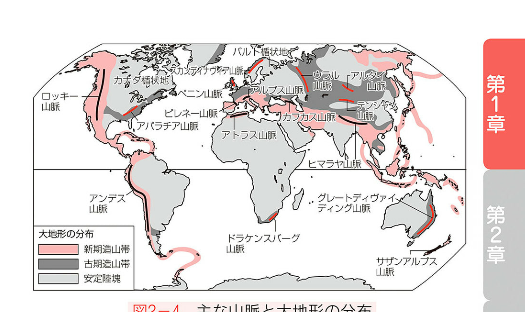 バルト楯状地
スカンディナヴィア山脈
カナダ楯状地
ウラル
山脈
アルタイ
山脈
ロッキー
山脈
ペニン山脈
アルプス山脈
テンシャン
山脈
ピレネー山脈
カフカス山脈
アパラチア山脈
アトラス山脈
ヒマラヤ山脈
アンデス
山脈
グレートディヴァイ
ディング山脈
ドラケンスバーグ
山脈
サザンアルプス
山脈
大地形の分布
新期造山帯
古期造山帯
安定陸塊
図2-4 主な山脈と大地形の分布
第1章
第2章